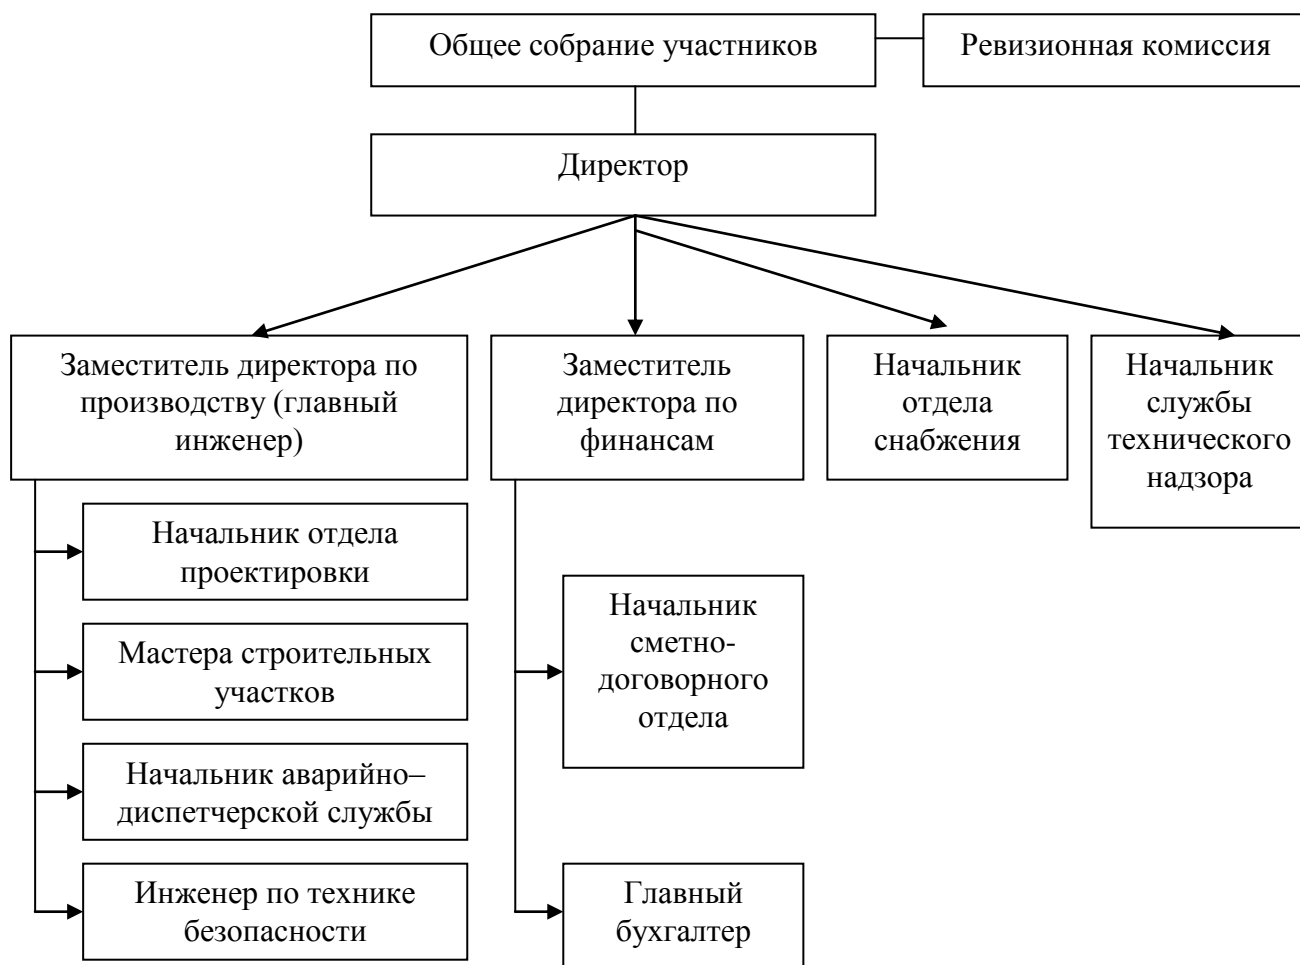 Общее собрание участников
Ревизионная комиссия
Директор
Заместитель директора по
производству (главный
инженер)
Заместитель
директора по
финансам
Начальник
отдела
снабжения
Начальник
службы
технического
надзора
Начальник отдела
проектировки
Мастера строительных
участков
Начальник аварийно–
диспетчерской службы
Инженер по технике
безопасности
Начальник
сметно-
договорного
отдела
Главный
бухгалтер